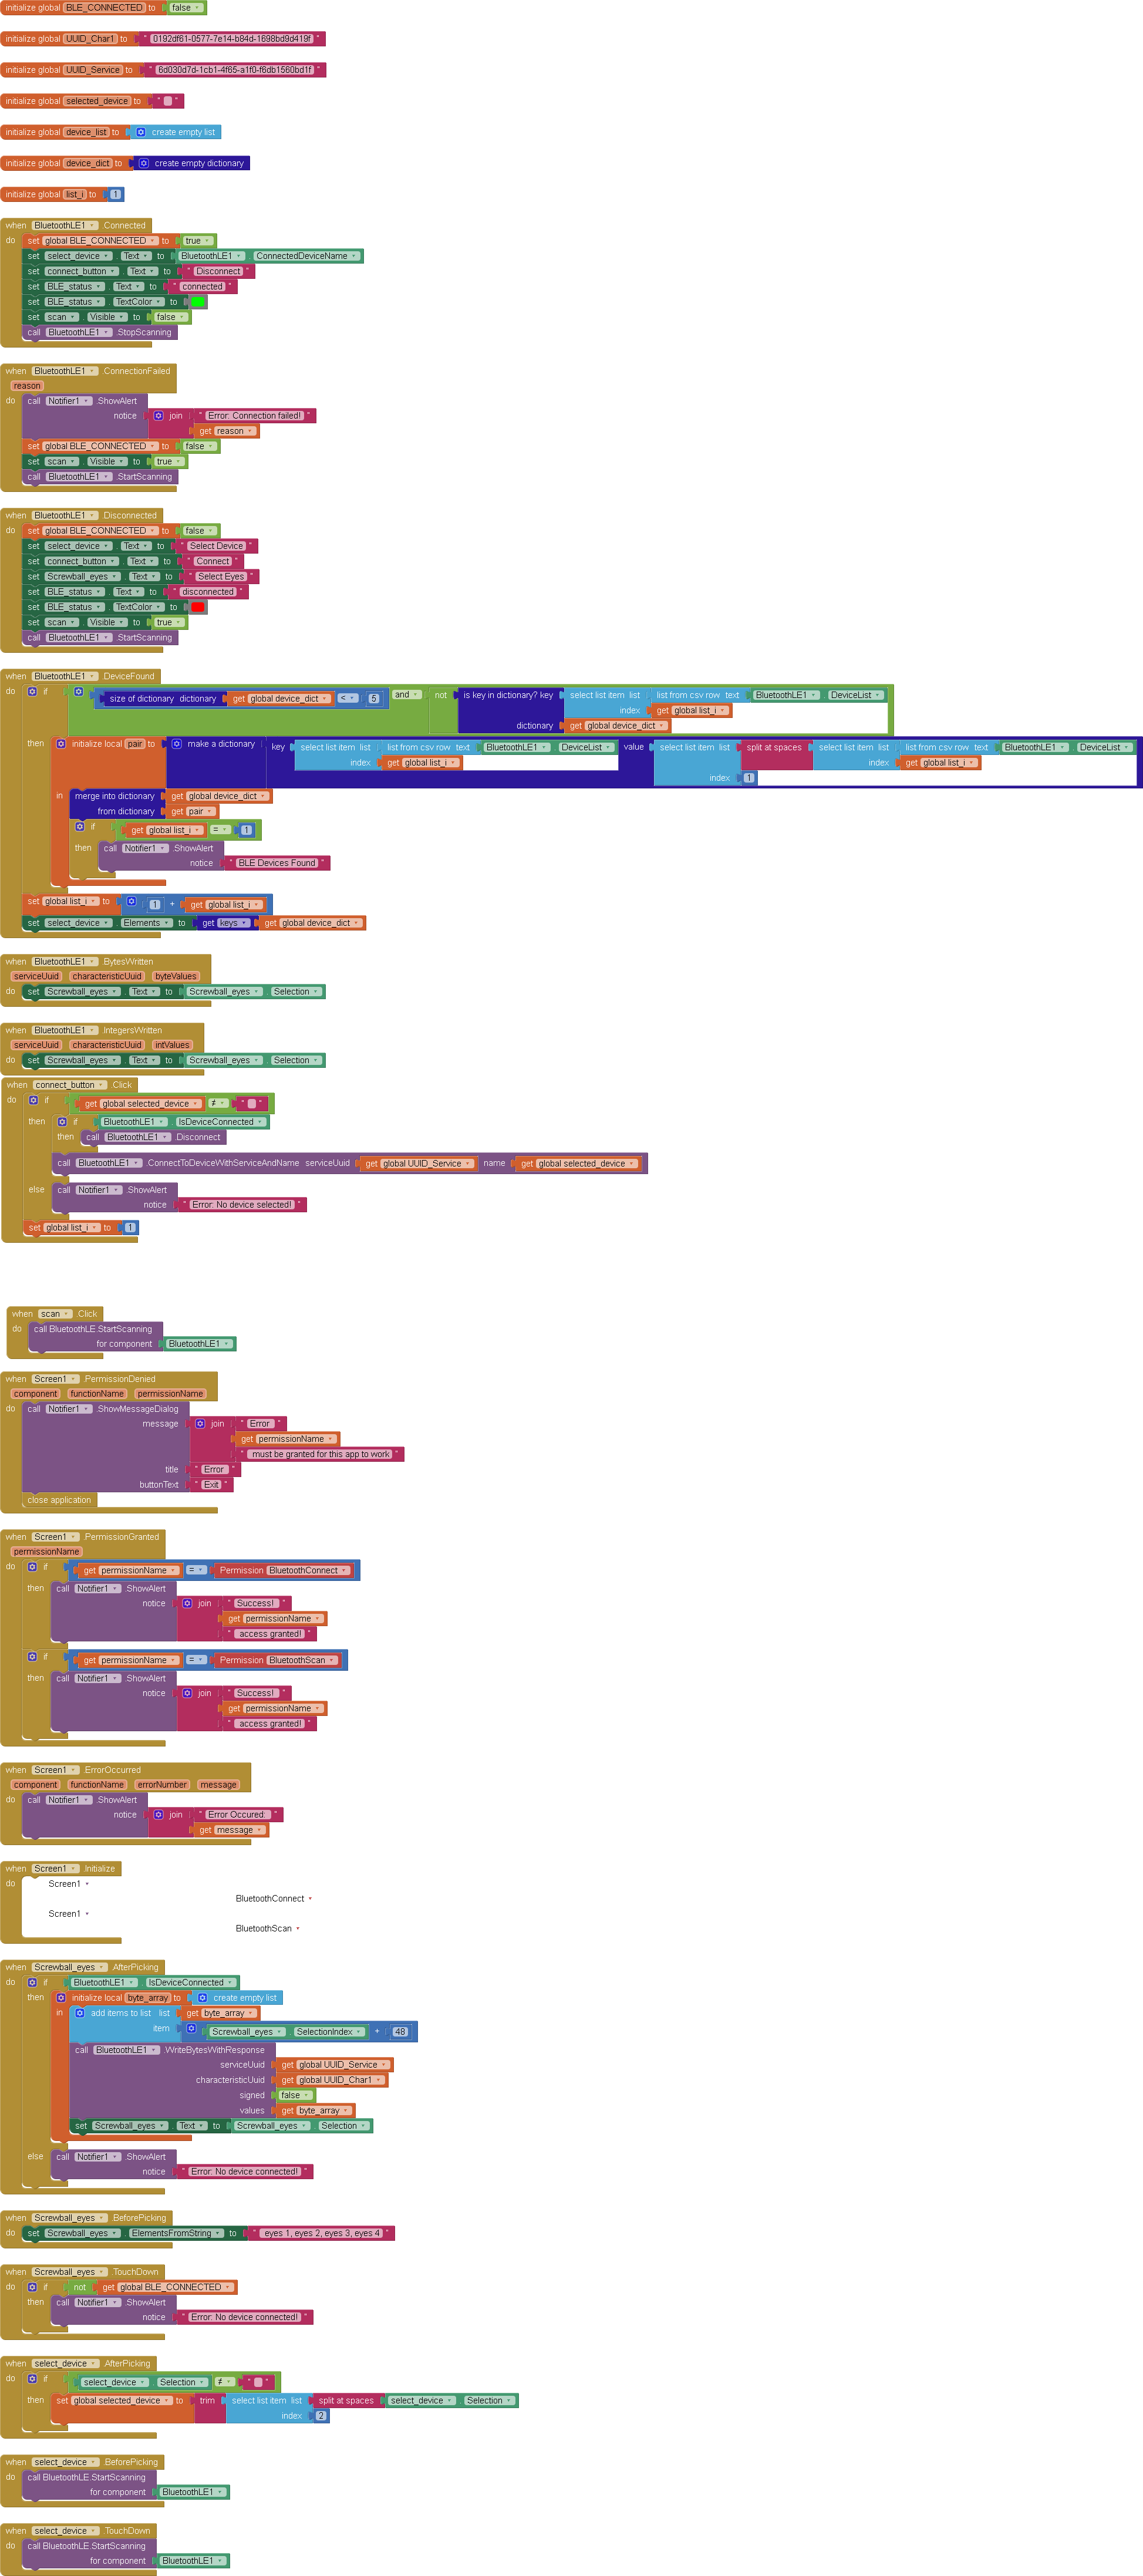 initialize global BLE_CONNECTED to false
initialize global UUID_Char1 to " 0192df61-0577-7e14-b84d-1698bd9d419f "
initialize global UUID_Service to " 6d030d7d-1cb1-4f65-a1f0-f6db1560bd1f "
initialize global selected_device to " "
initialize global device_list to create empty list
initialize global device_dict to create empty dictionary
initialize global list_i to 1
when BluetoothLE1 .Connected
do set global BLE_CONNECTED to true
set select_device . Text to BluetoothLE1 . ConnectedDeviceName
set connect_button . Text to " Disconnect "
set BLE_status . Text to " connected "
set BLE_status . TextColor to
set scan . Visible to false
call BluetoothLE1 .StopScanning
when BluetoothLE1 .ConnectionFailed
reason
do call Notifier1 .ShowAlert
notice join " Error: Connection failed! "
get reason
set global BLE_CONNECTED to false
set scan . Visible to true
call BluetoothLE1 .StartScanning
when BluetoothLE1 .Disconnected
do set global BLE_CONNECTED to false
set select_device . Text to " Select Device "
set connect_button . Text to " Connect "
set Screwball_eyes . Text to " Select Eyes "
set BLE_status . Text to " disconnected "
set BLE_status . TextColor to
set scan . Visible to true
call BluetoothLE1 .StartScanning
when BluetoothLE1 .DeviceFound
do if size of dictionary dictionary get global device_dict < 5 and not is key in dictionary? key select list item list list from csv row text BluetoothLE1 . DeviceList
index get global list_i
dictionary get global device_dict
then initialize local pair to make a dictionary key select list item list list from csv row text BluetoothLE1 . DeviceList value select list item list split at spaces select list item list list from csv row text BluetoothLE1 . DeviceList
index get global list_i index get global list_i
index 1
in merge into dictionary get global device_dict
from dictionary get pair
if get global list_i = 1
then call Notifier1 .ShowAlert
notice " BLE Devices Found "
set global list_i to 1 + get global list_i
set select_device . Elements to get keys get global device_dict
when BluetoothLE1 .BytesWritten
serviceUuid characteristicUuid byteValues
do set Screwball_eyes . Text to Screwball_eyes . Selection
when BluetoothLE1 .IntegersWritten
serviceUuid characteristicUuid intValues
do set Screwball_eyes . Text to Screwball_eyes . Selection
when connect_button .Click
do if get global selected_device ≠ " "
then if BluetoothLE1 . IsDeviceConnected
then call BluetoothLE1 .Disconnect
call BluetoothLE1 .ConnectToDeviceWithServiceAndName serviceUuid get global UUID_Service name get global selected_device
else call Notifier1 .ShowAlert
notice " Error: No device selected! "
set global list_i to 1
when scan .Click
do call BluetoothLE.StartScanning
for component BluetoothLE1
when Screen1 .PermissionDenied
component functionName permissionName
do call Notifier1 .ShowMessageDialog
message join " Error "
get permissionName
" must be granted for this app to work "
title " Error "
buttonText " Exit "
close application
when Screen1 .PermissionGranted
permissionName
do if get permissionName = Permission BluetoothConnect
then call Notifier1 .ShowAlert
notice join " Success! "
get permissionName
" access granted! "
if get permissionName = Permission BluetoothScan
then call Notifier1 .ShowAlert
notice join " Success! "
get permissionName
" access granted! "
when Screen1 .ErrorOccurred
component functionName errorNumber message
do call Notifier1 .ShowAlert
notice join " Error Occured: "
get message
when Screen1 .Initialize
do Screen1
BluetoothConnect
Screen1
BluetoothScan
when Screwball_eyes .AfterPicking
do if BluetoothLE1 . IsDeviceConnected
then initialize local byte_array to create empty list
in add items to list list get byte_array
item Screwball_eyes . SelectionIndex + 48
call BluetoothLE1 .WriteBytesWithResponse
serviceUuid get global UUID_Service
characteristicUuid get global UUID_Char1
signed false
values get byte_array
set Screwball_eyes . Text to Screwball_eyes . Selection
else call Notifier1 .ShowAlert
notice " Error: No device connected! "
when Screwball_eyes .BeforePicking
do set Screwball_eyes . ElementsFromString to " eyes 1, eyes 2, eyes 3, eyes 4 "
when Screwball_eyes .TouchDown
do if not get global BLE_CONNECTED
then call Notifier1 .ShowAlert
notice " Error: No device connected! "
when select_device .AfterPicking
do if select_device . Selection ≠ " "
then set global selected_device to trim select list item list split at spaces select_device . Selection
index 2
when select_device .BeforePicking
do call BluetoothLE.StartScanning
for component BluetoothLE1
when select_device .TouchDown
do call BluetoothLE.StartScanning
for component BluetoothLE1